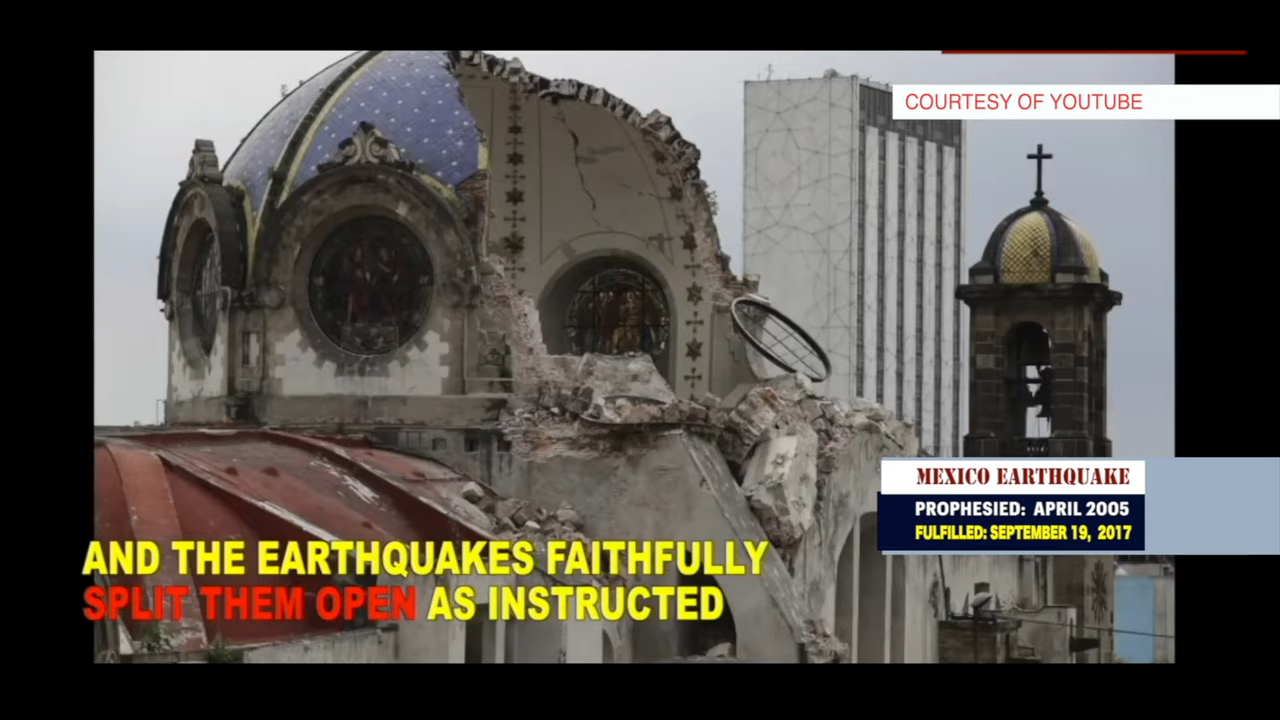 COURTESY OF YOUTUBE
MEXICO EARTHQUAKE
PROPHESIED: APRIL 2005
FULFILLED: SEPTEMBER 19, 2017
AND THE EARTHQUAKES FAITHFULLY
SPLIT THEM OPEN AS INSTRUCTED